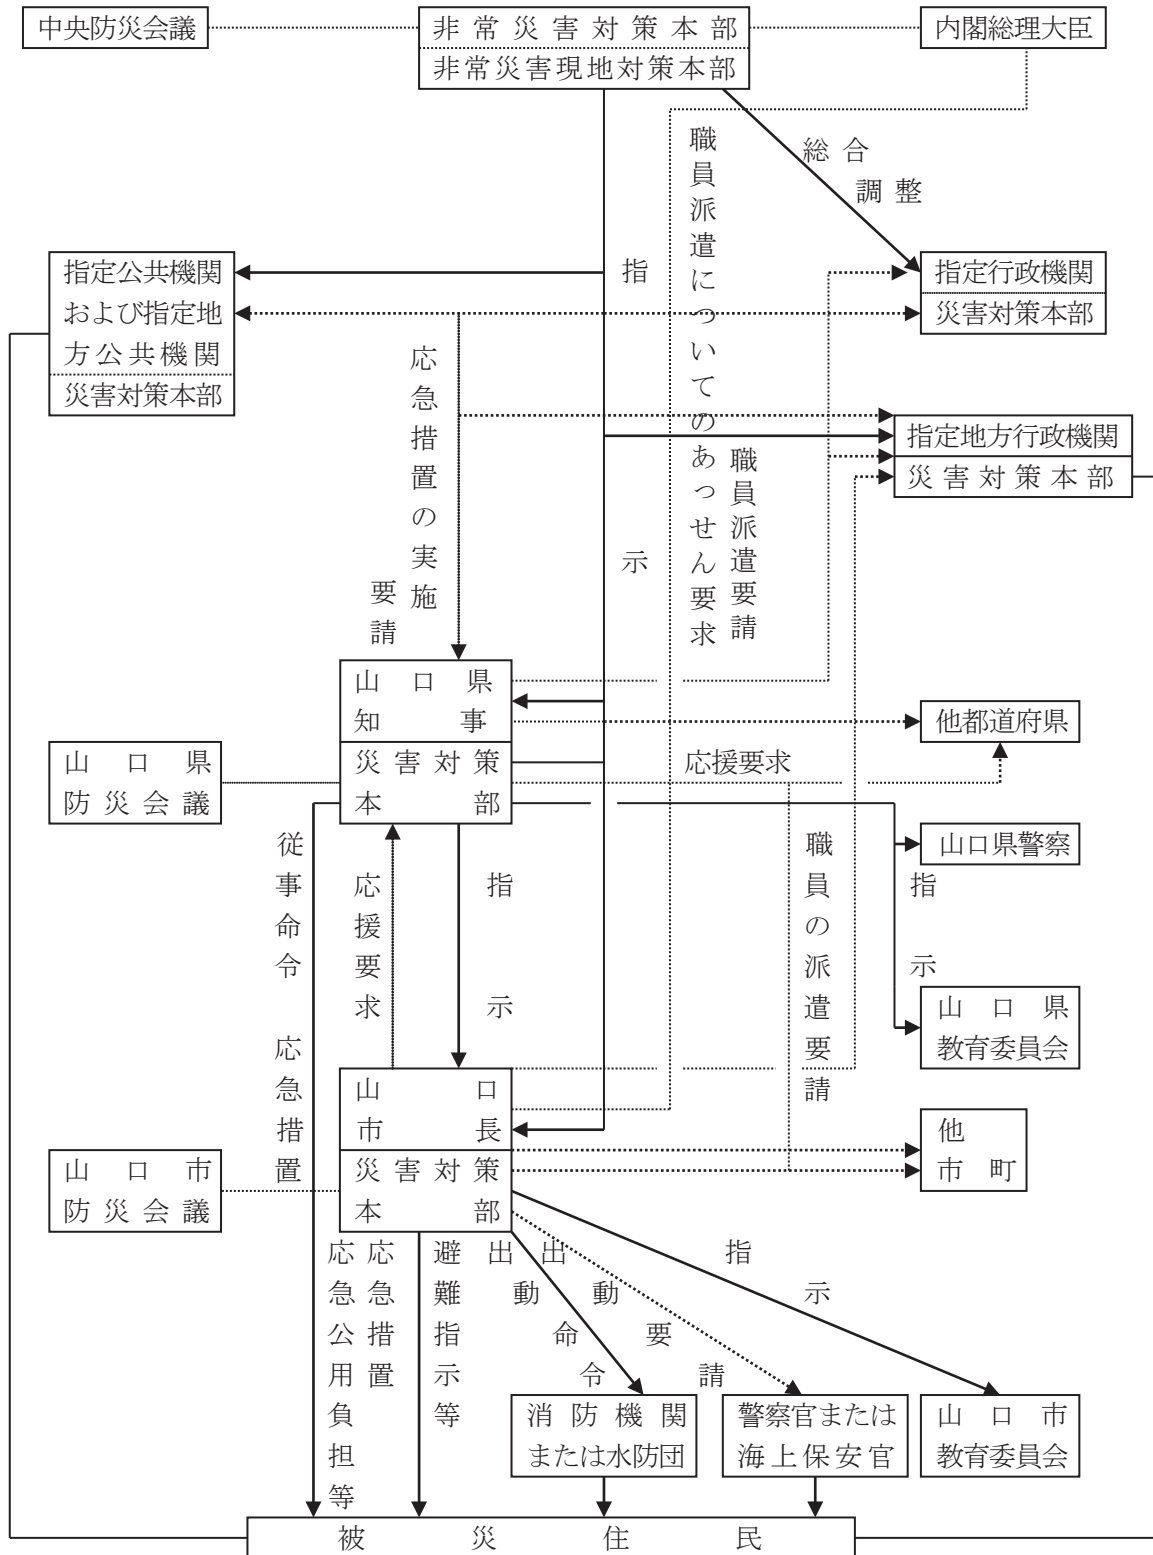 中央防災会議
非常災害対策本部
非常災害現地対策本部
内閣総理大臣
総合
調整
職員派遣についてのあっせん要求
指定公共機関
および指定地
方公共機関
災害対策本部
指示
指定行政機関
災害対策本部
応急措置の実施
要請
職員派遣要請
指定地方行政機関
災害対策本部
山口県
知事
災害対策
本部
他都道府県
山口県
防災会議
応援要求
山口県警察
従事命令
応急措置
応援要求
指示
職員の派遣要請
指示
山口県
教育委員会
山口
市長
災害対策
本部
他
市町
山口市
防災会議
応急公用負担等
応急措置
避難指示等
出動命令
出動要請
指示
消防機関
または水防団
警察官または
海上保安官
山口市
教育委員会
被災住民